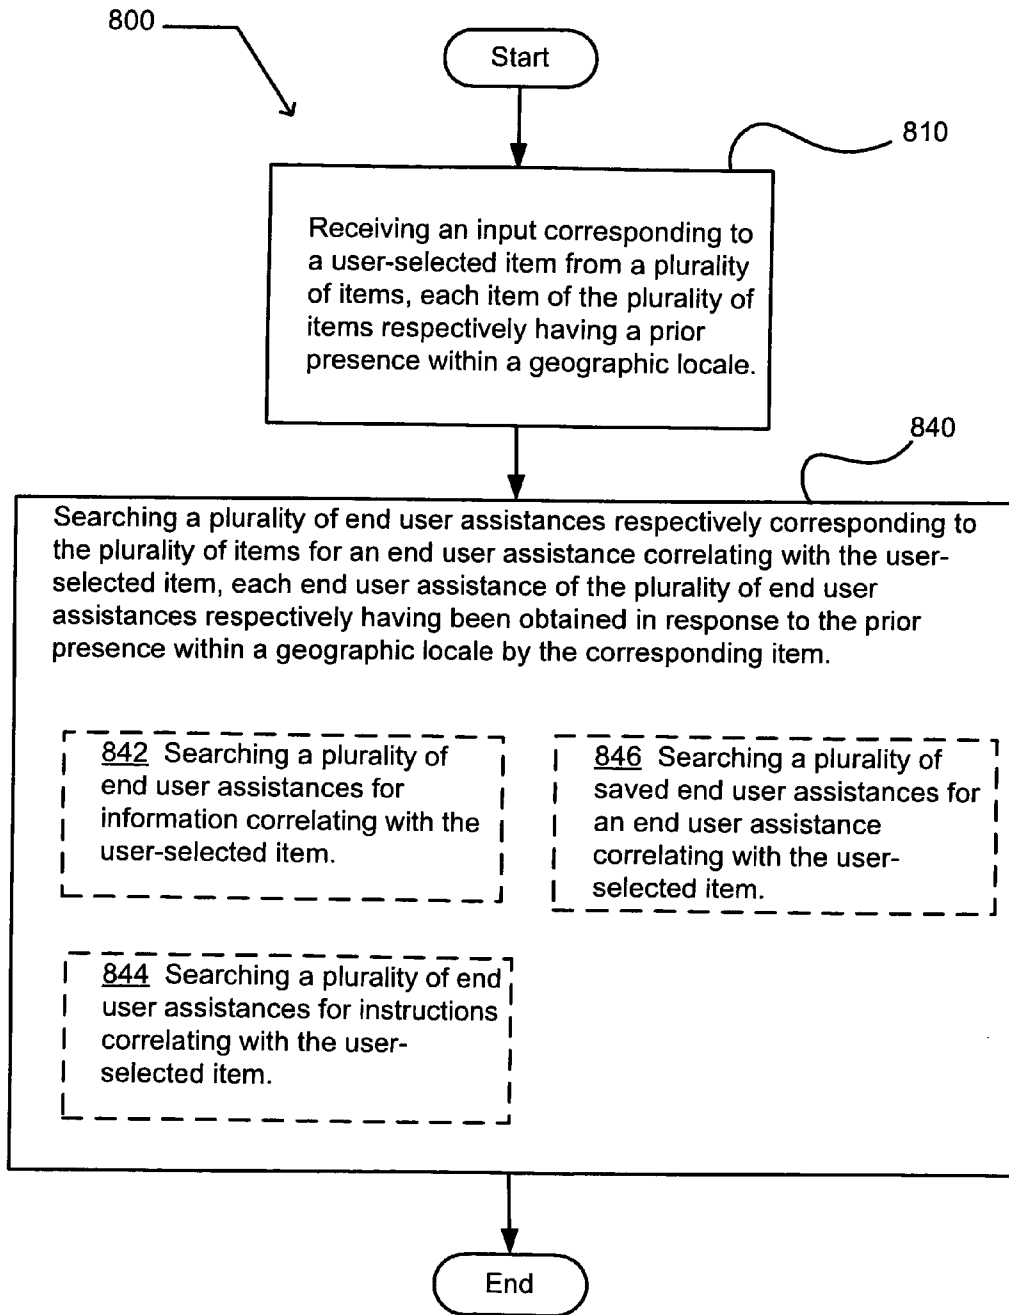 800
Start
810
Receiving an input corresponding to
a user-selected item from a plurality
of items, each item of the plurality of
items respectively having a prior
presence within a geographic locale.
840
Searching a plurality of end user assistances respectively corresponding to
the plurality of items for an end user assistance correlating with the user-
selected item, each end user assistance of the plurality of end user
assistances respectively having been obtained in response to the prior
presence within a geographic locale by the corresponding item.
842 Searching a plurality of
end user assistances for
information correlating with the
user-selected item.
846 Searching a plurality of
saved end user assistances for
an end user assistance
correlating with the user-
selected item.
844 Searching a plurality of end
user assistances for instructions
correlating with the user-
selected item.
End